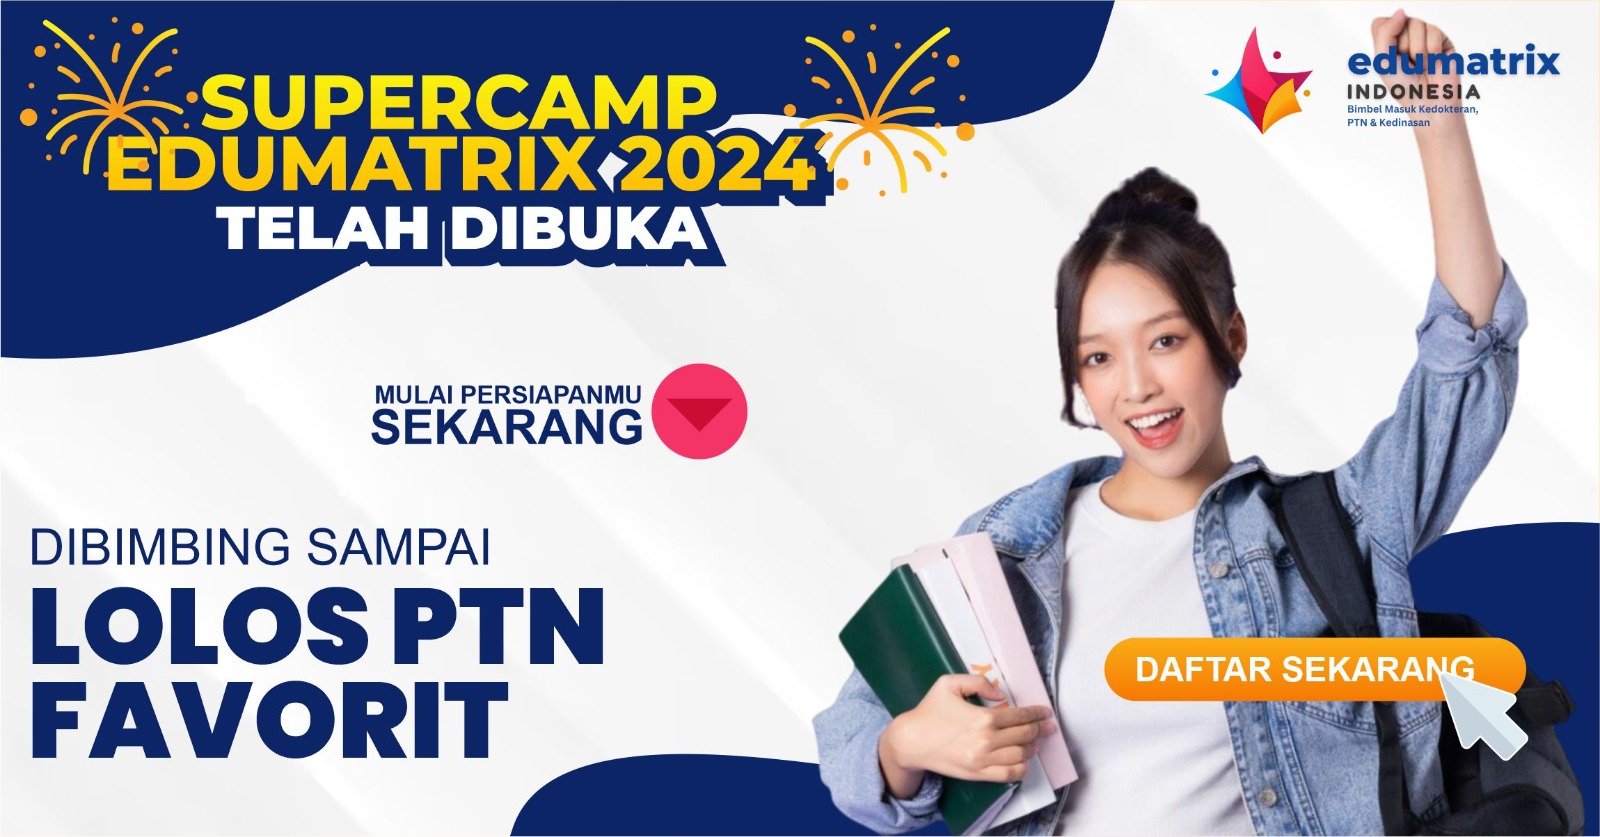 SUPERCAMP
EDUMATRIX 2024
TELAH DIBUKA
edumatrix
INDONESIA
Bimbel Masuk Kedokteran,
PTN & Kedinasan
MULAI PERSIAPANMU
SEKARANG
DIBIMBING SAMPAI
LOLOS PTN
FAVORIT
DAFTAR SEKARANG